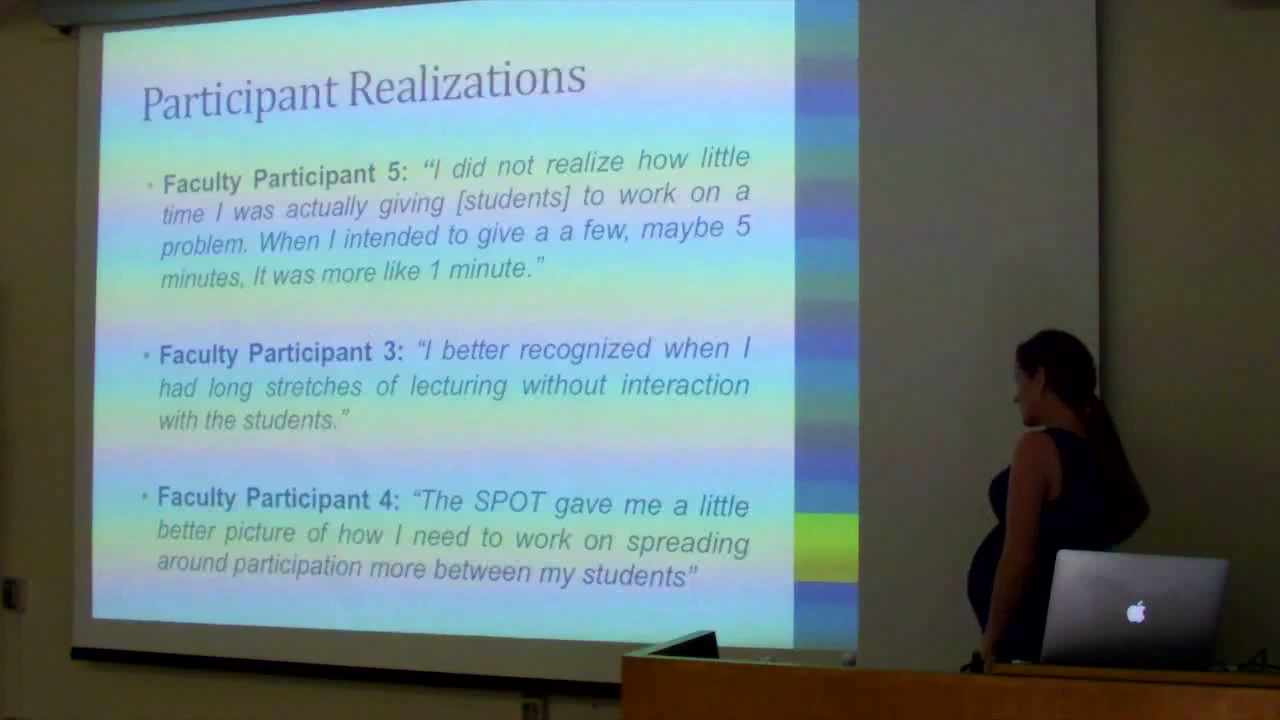 Participant Realizations
• Faculty Participant 5: “I did not realize how little
time I was actually giving [students] to work on a
problem. When I intended to give a a few, maybe 5
minutes, It was more like 1 minute.”
• Faculty Participant 3: “I better recognized when I
had long stretches of lecturing without interaction
with the students.”
• Faculty Participant 4: “The SPOT gave me a little
better picture of how I need to work on spreading
around participation more between my students”